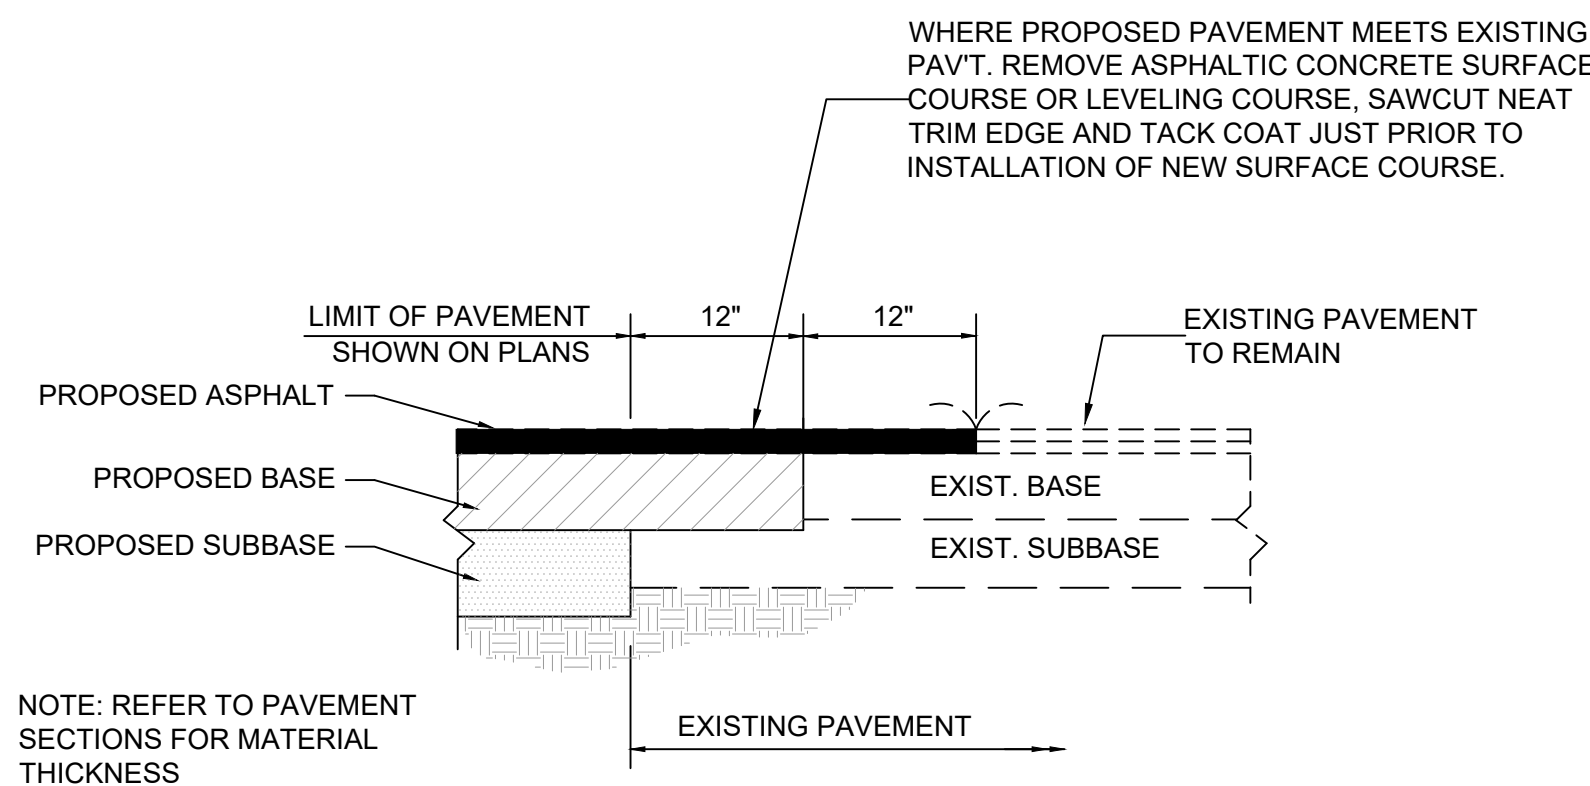 WHERE PROPOSED PAVEMENT MEETS EXISTING
PAV'T. REMOVE ASPHALTIC CONCRETE SURFACE
COURSE OR LEVELING COURSE, SAWCUT NEAT
TRIM EDGE AND TACK COAT JUST PRIOR TO
INSTALLATION OF NEW SURFACE COURSE.
LIMIT OF PAVEMENT
SHOWN ON PLANS
12"
12"
EXISTING PAVEMENT
TO REMAIN
PROPOSED ASPHALT
PROPOSED BASE
EXIST. BASE
PROPOSED SUBBASE
EXIST. SUBBASE
NOTE: REFER TO PAVEMENT
SECTIONS FOR MATERIAL
THICKNESS
EXISTING PAVEMENT